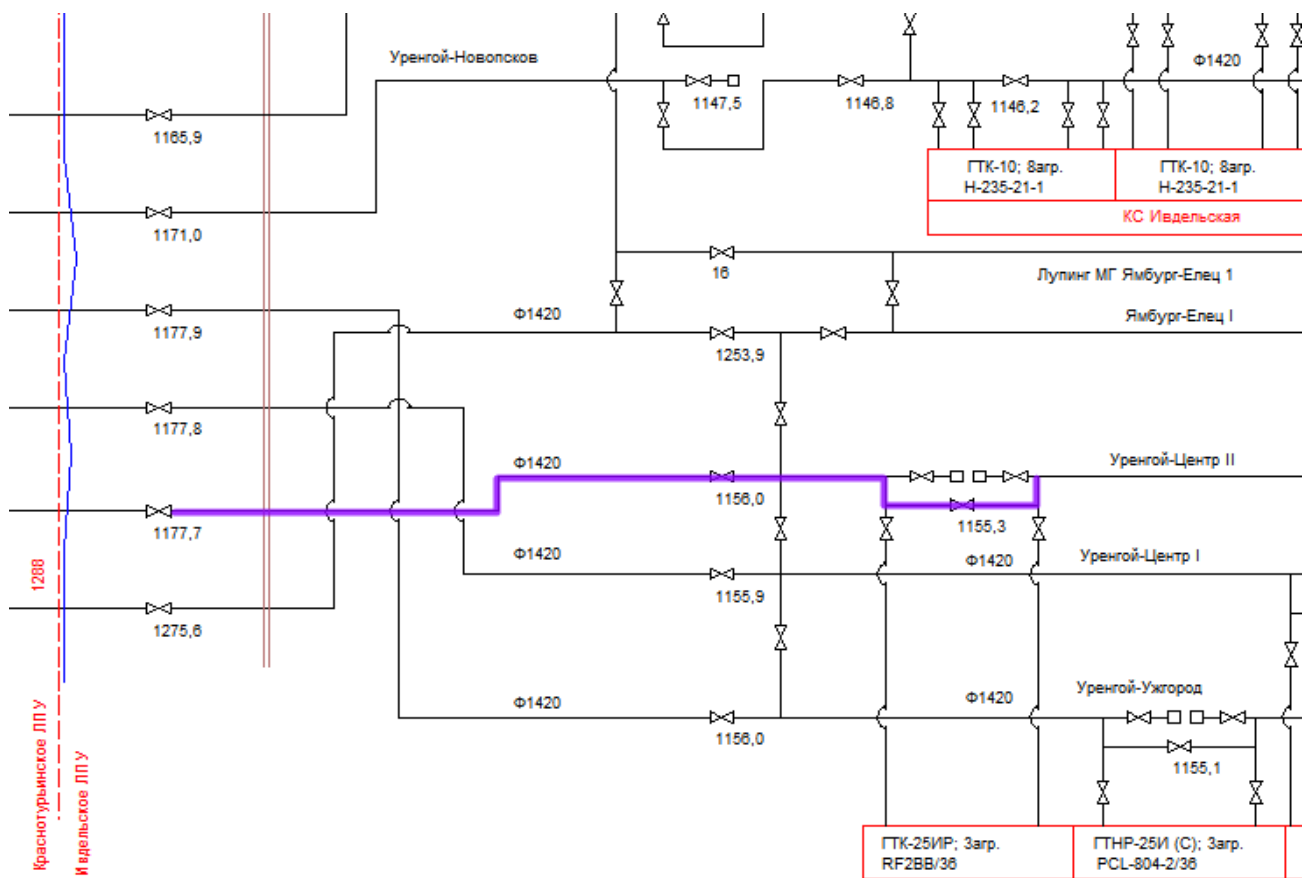 Уренгой-Новопсков
Ф1420
1147,5
1146,8
1146,2
1165,9
ГТК-10; 8агр.
Н-235-21-1
ГТК-10; 8агр.
Н-235-21-1
КС Ивдельская
1171,0
16
Лупинг МГ Ямбург-Елец 1
Ф1420
Ямбург-Елец I
1177,9
1253,9
1177,8
Ф1420
Уренгой-Центр II
1156,0
1155,3
1177,7
Ф1420
Ф1420
Уренгой-Центр I
1288
1155,9
1275,6
Уренгой-Ужгород
Ф1420
Ф1420
1156,0
1155,1
Краснотурьинское ЛПУ
Ивдельское ЛПУ
ГТК-25ИР; 3агр.
RF2BB/36
ГТНР-25И (С); 3агр.
PCL-804-2/36